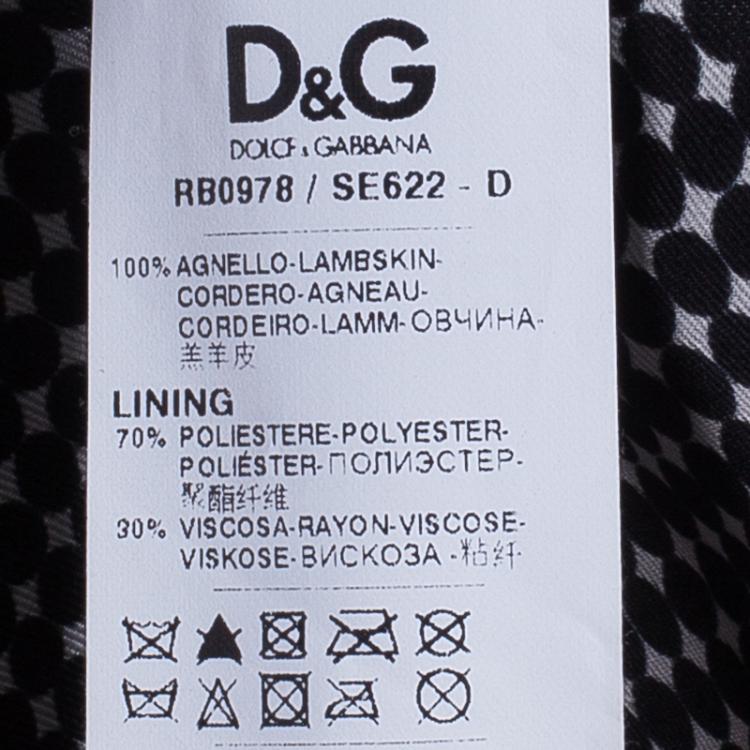 D&G
DOLCE & GABBANA
RB0978 / SE622 - D
100% AGNELLO-LAMBSKIN-
CORDERO-AGNEAU-
CORDEIRO-LAMM-ОВЧИНА-
羔羊皮
LINING
70% POLIESTERE-POLYESTER-
POLIÉSTER-ПОЛИЭСТЕР-
聚酯纤维
30% VISCOSA-RAYON-VISCOSE-
VISKOSE-ВИСКОЗА -粘纤-